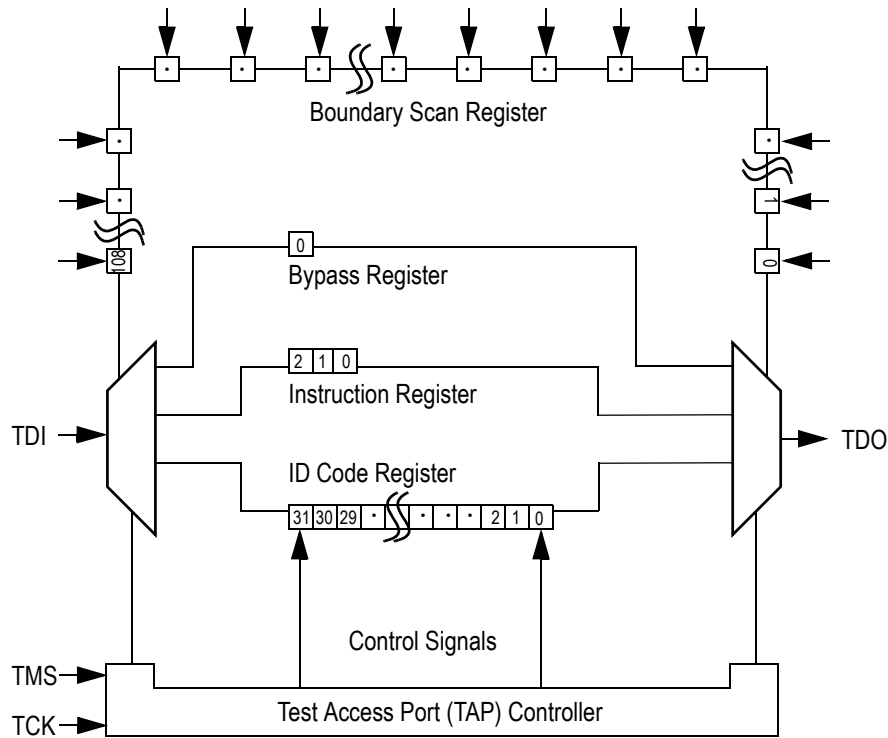 Boundary Scan Register
1
108
0
0
Bypass Register
2 1 0
Instruction Register
TDI
TDO
ID Code Register
31 30 29 · · · · 2 1 0
Control Signals
TMS
Test Access Port (TAP) Controller
TCK